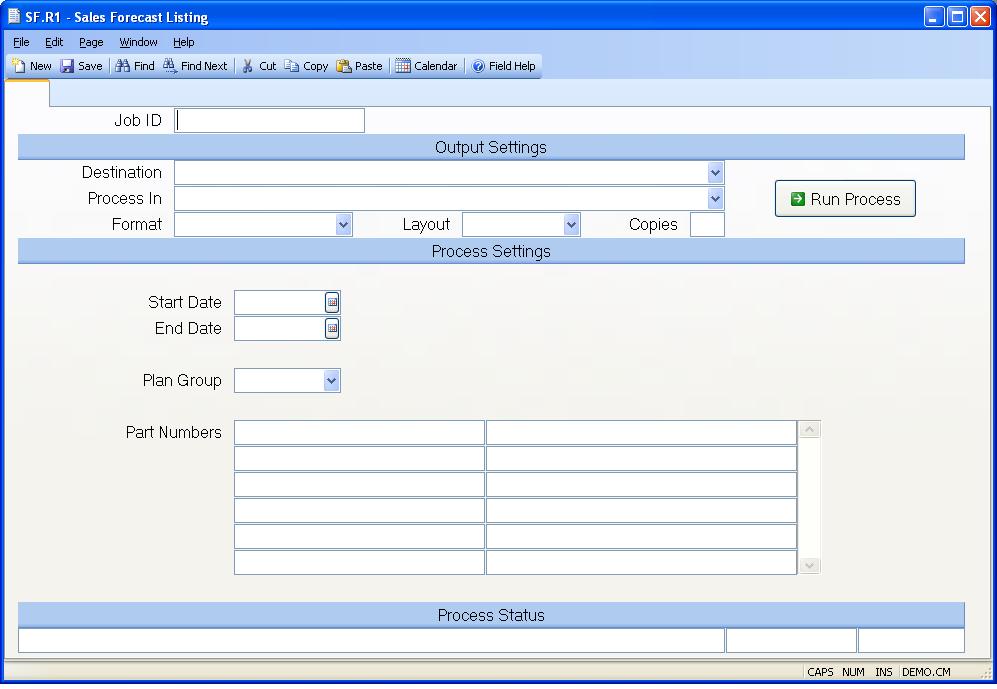 SF.R1 - Sales Forecast Listing
File Edit Page Window Help
New Save Find Find Next Cut Copy Paste Calendar Field Help
Job ID
Output Settings
Destination
Process In
Run Process
Format Layout Copies
Process Settings
Start Date
End Date
Plan Group
Part Numbers
Process Status
CAPS NUM INS DEMO.CM